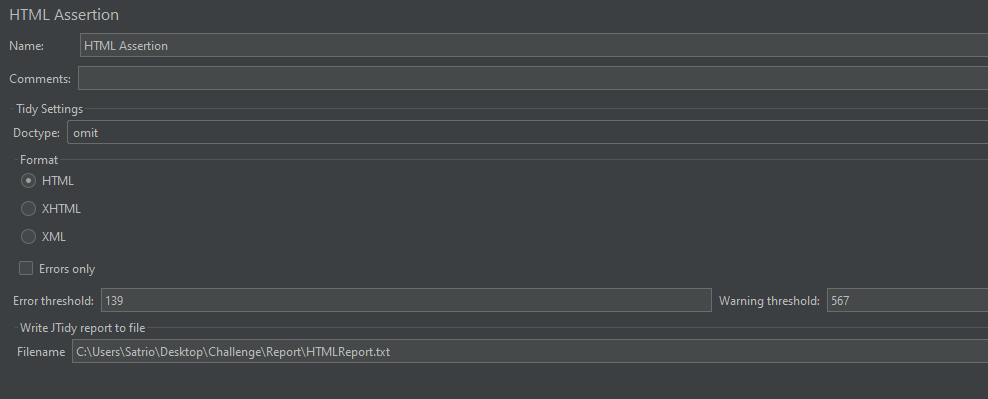 HTML Assertion
Name: HTML Assertion
Comments:
Tidy Settings
Doctype: omit
Format
HTML
XHTML
XML
Errors only
Error threshold: 139 Warning threshold: 567
Write JTidy report to file
Filename C:\Users\Satrio\Desktop\Challenge\Report\HTMLReport.txt